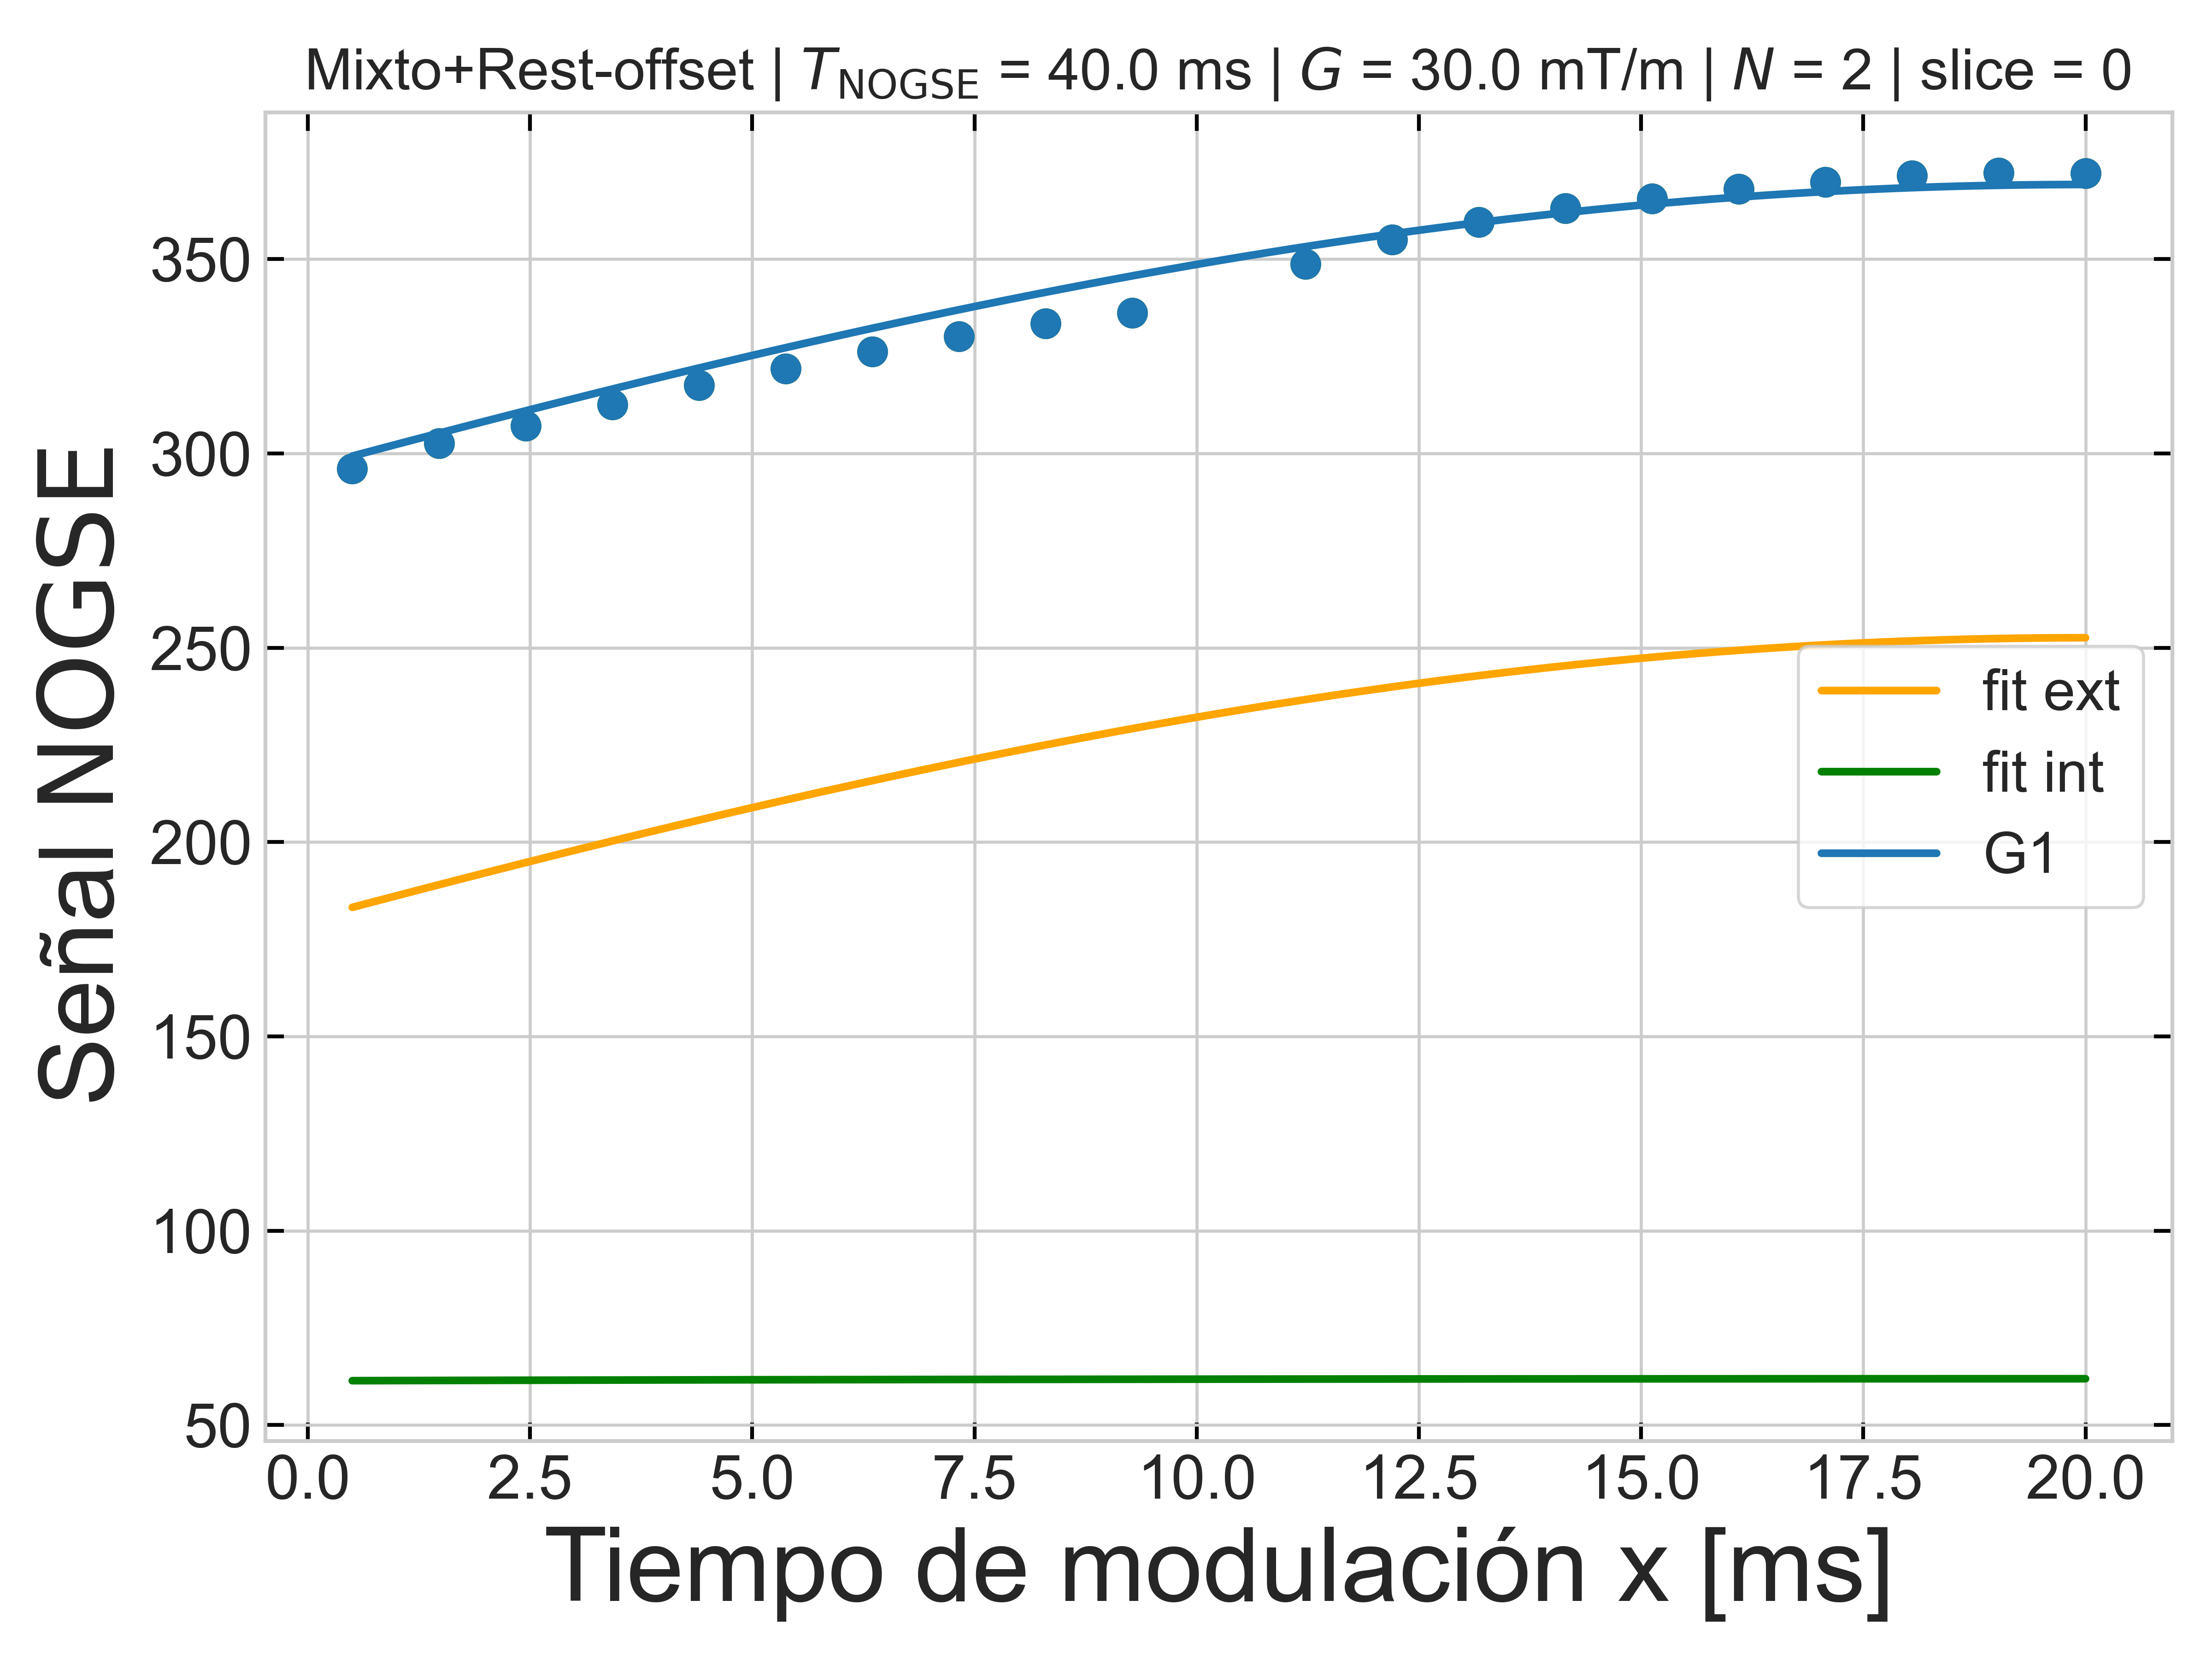 Mixto+Rest-offset | T_NOGSE = 40.0 ms | G = 30.0 mT/m | N = 2 | slice = 0
Señal NOGSE
350
300
250
200
150
100
50
fit ext
fit int
G1
0.0 2.5 5.0 7.5 10.0 12.5 15.0 17.5 20.0
Tiempo de modulación x [ms]